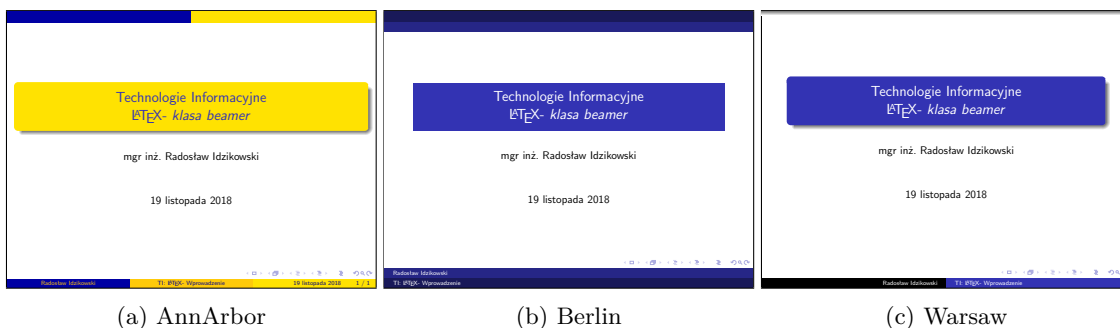 Technologie Informacyjne
LATEX- klasa beamer
mgr inż. Radosław Idzikowski
19 listopada 2018
Radosław Idzikowski TI: LATEX- Wprowadzenie 19 listopada 2018 1 / 1
(a) AnnArbor
Technologie Informacyjne
LATEX- klasa beamer
mgr inż. Radosław Idzikowski
19 listopada 2018
Radosław Idzikowski
TI: LATEX- Wprowadzenie
(b) Berlin
Technologie Informacyjne
LATEX- klasa beamer
mgr inż. Radosław Idzikowski
19 listopada 2018
Radosław Idzikowski TI: LATEX- Wprowadzenie
(c) Warsaw